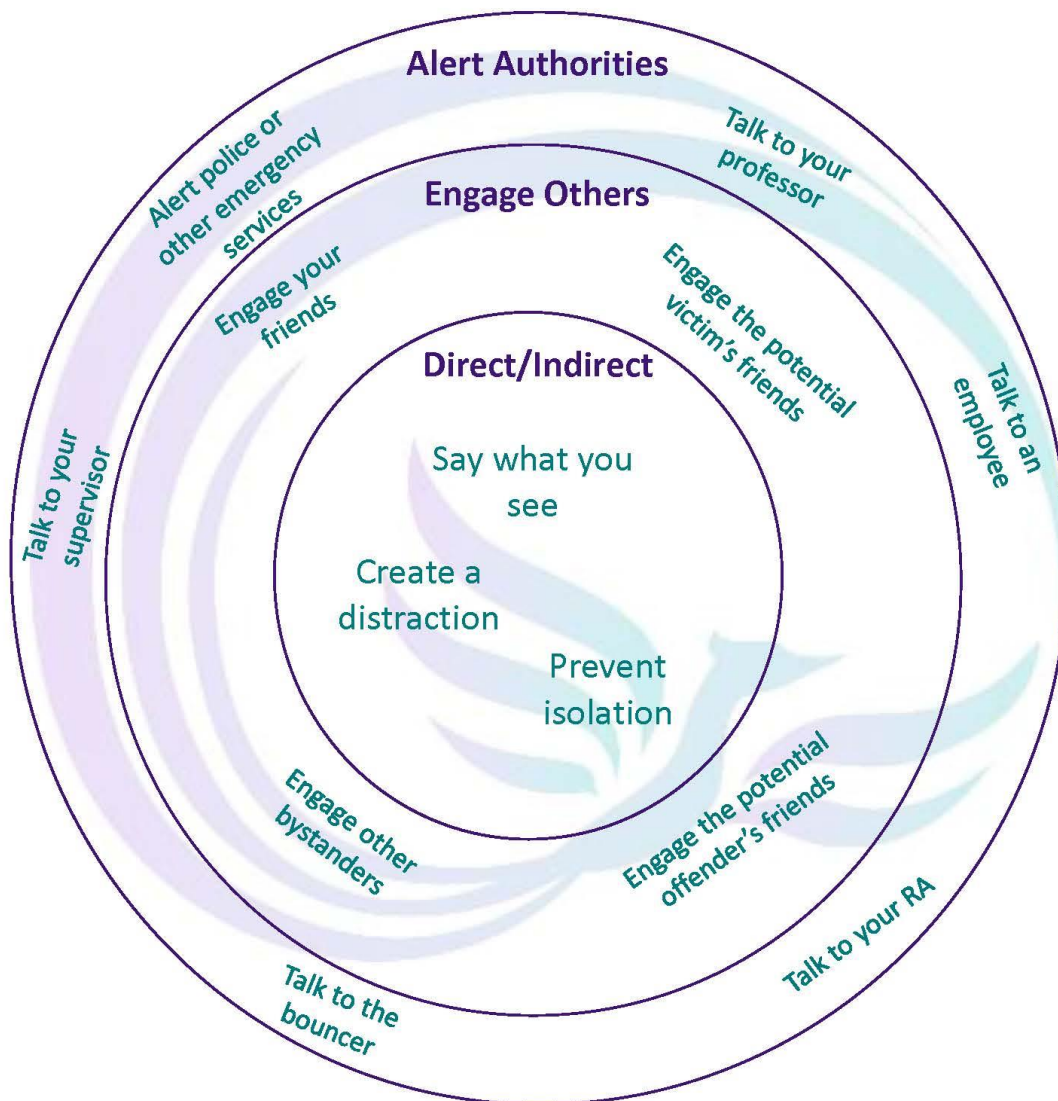 Alert Authorities
Alert police or
other emergency
services
Talk to your
professor
Talk to your
supervisor
Talk to an
employee
Talk to the
bouncer
Talk to your RA
Engage Others
Engage your
friends
Engage the potential
victim's friends
Engage other
bystanders
Engage the potential
offender's friends
Direct/Indirect
Say what you
see
Create a
distraction
Prevent
isolation